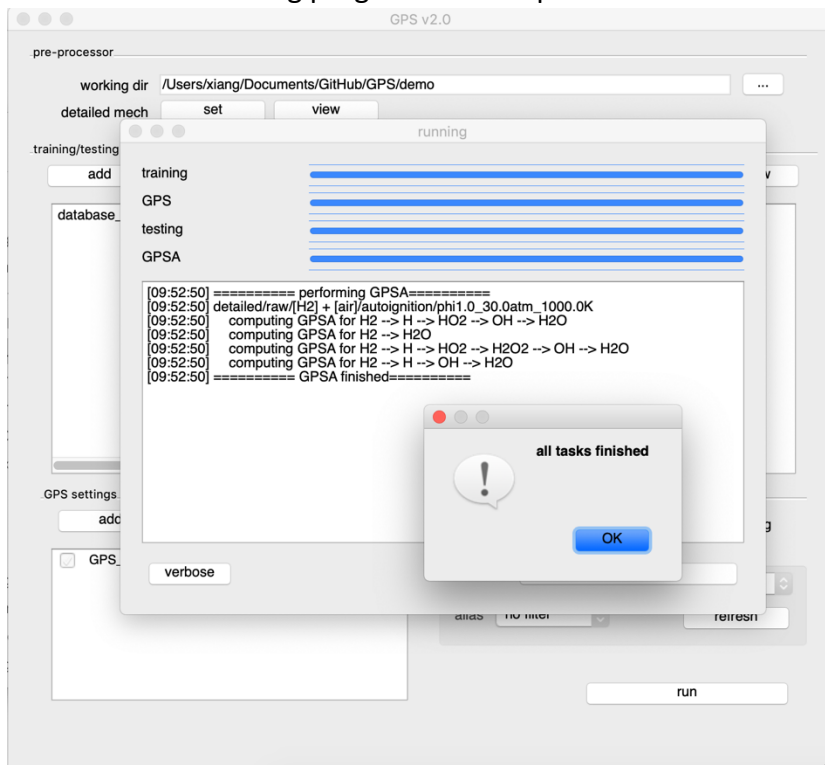 GPS v2.0
pre-processor
working dir /Users/xiang/Documents/GitHub/GPS/demo ...
detailed mech set view
running
training/testing
add
database_
training
GPS
testing
GPSA
[09:52:50] ========== performing GPSA==========
[09:52:50] detailed/raw/[H2] + [air]/autoignition/phi1.0_30.0atm_1000.0K
[09:52:50] computing GPSA for H2 --> H --> HO2 --> OH --> H2O
[09:52:50] computing GPSA for H2 --> H2O
[09:52:50] computing GPSA for H2 --> H --> HO2 --> H2O2 --> OH --> H2O
[09:52:50] computing GPSA for H2 --> H --> OH --> H2O
[09:52:50] ========== GPSA finished==========
all tasks finished
OK
GPS settings
add
GPS_
verbose
alias no filter refresh
run